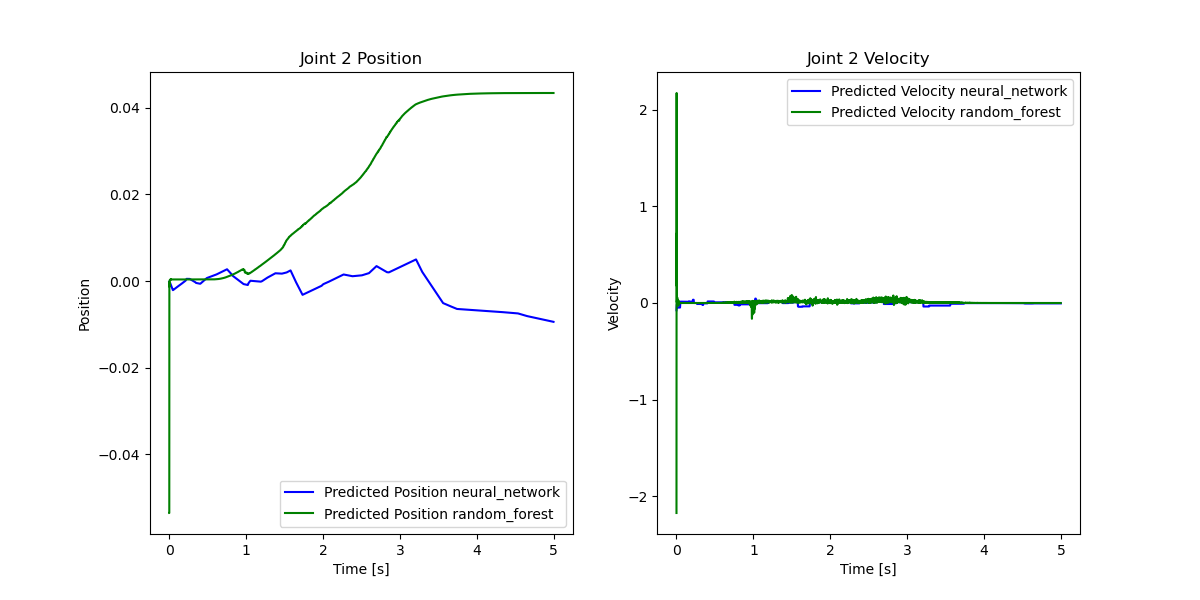 Joint 2 Position
Position
0.04
0.02
0.00
−0.02
−0.04
0 1 2 3 4 5
Time [s]
Predicted Position neural_network
Predicted Position random_forest
Joint 2 Velocity
Velocity
2
1
0
−1
−2
0 1 2 3 4 5
Time [s]
Predicted Velocity neural_network
Predicted Velocity random_forest